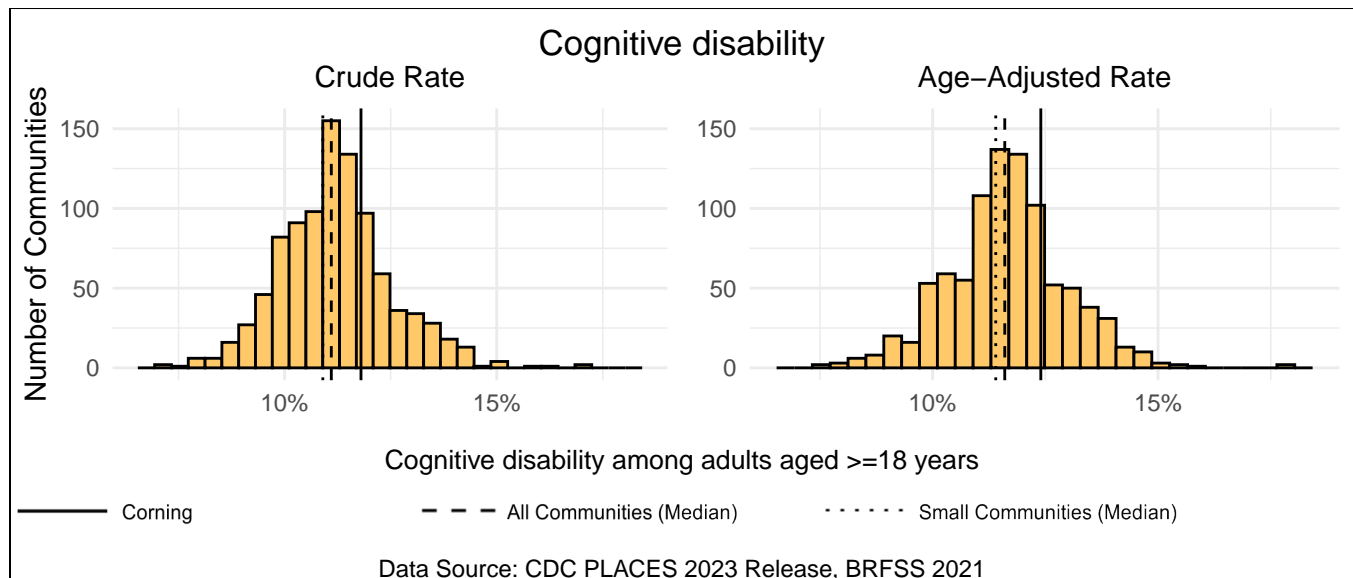 Cognitive disability
Crude Rate
Age−Adjusted Rate
Number of Communities
150
100
50
0
10%
15%
150
100
50
0
10%
15%
Cognitive disability among adults aged >=18 years
Corning
All Communities (Median)
Small Communities (Median)
Data Source: CDC PLACES 2023 Release, BRFSS 2021